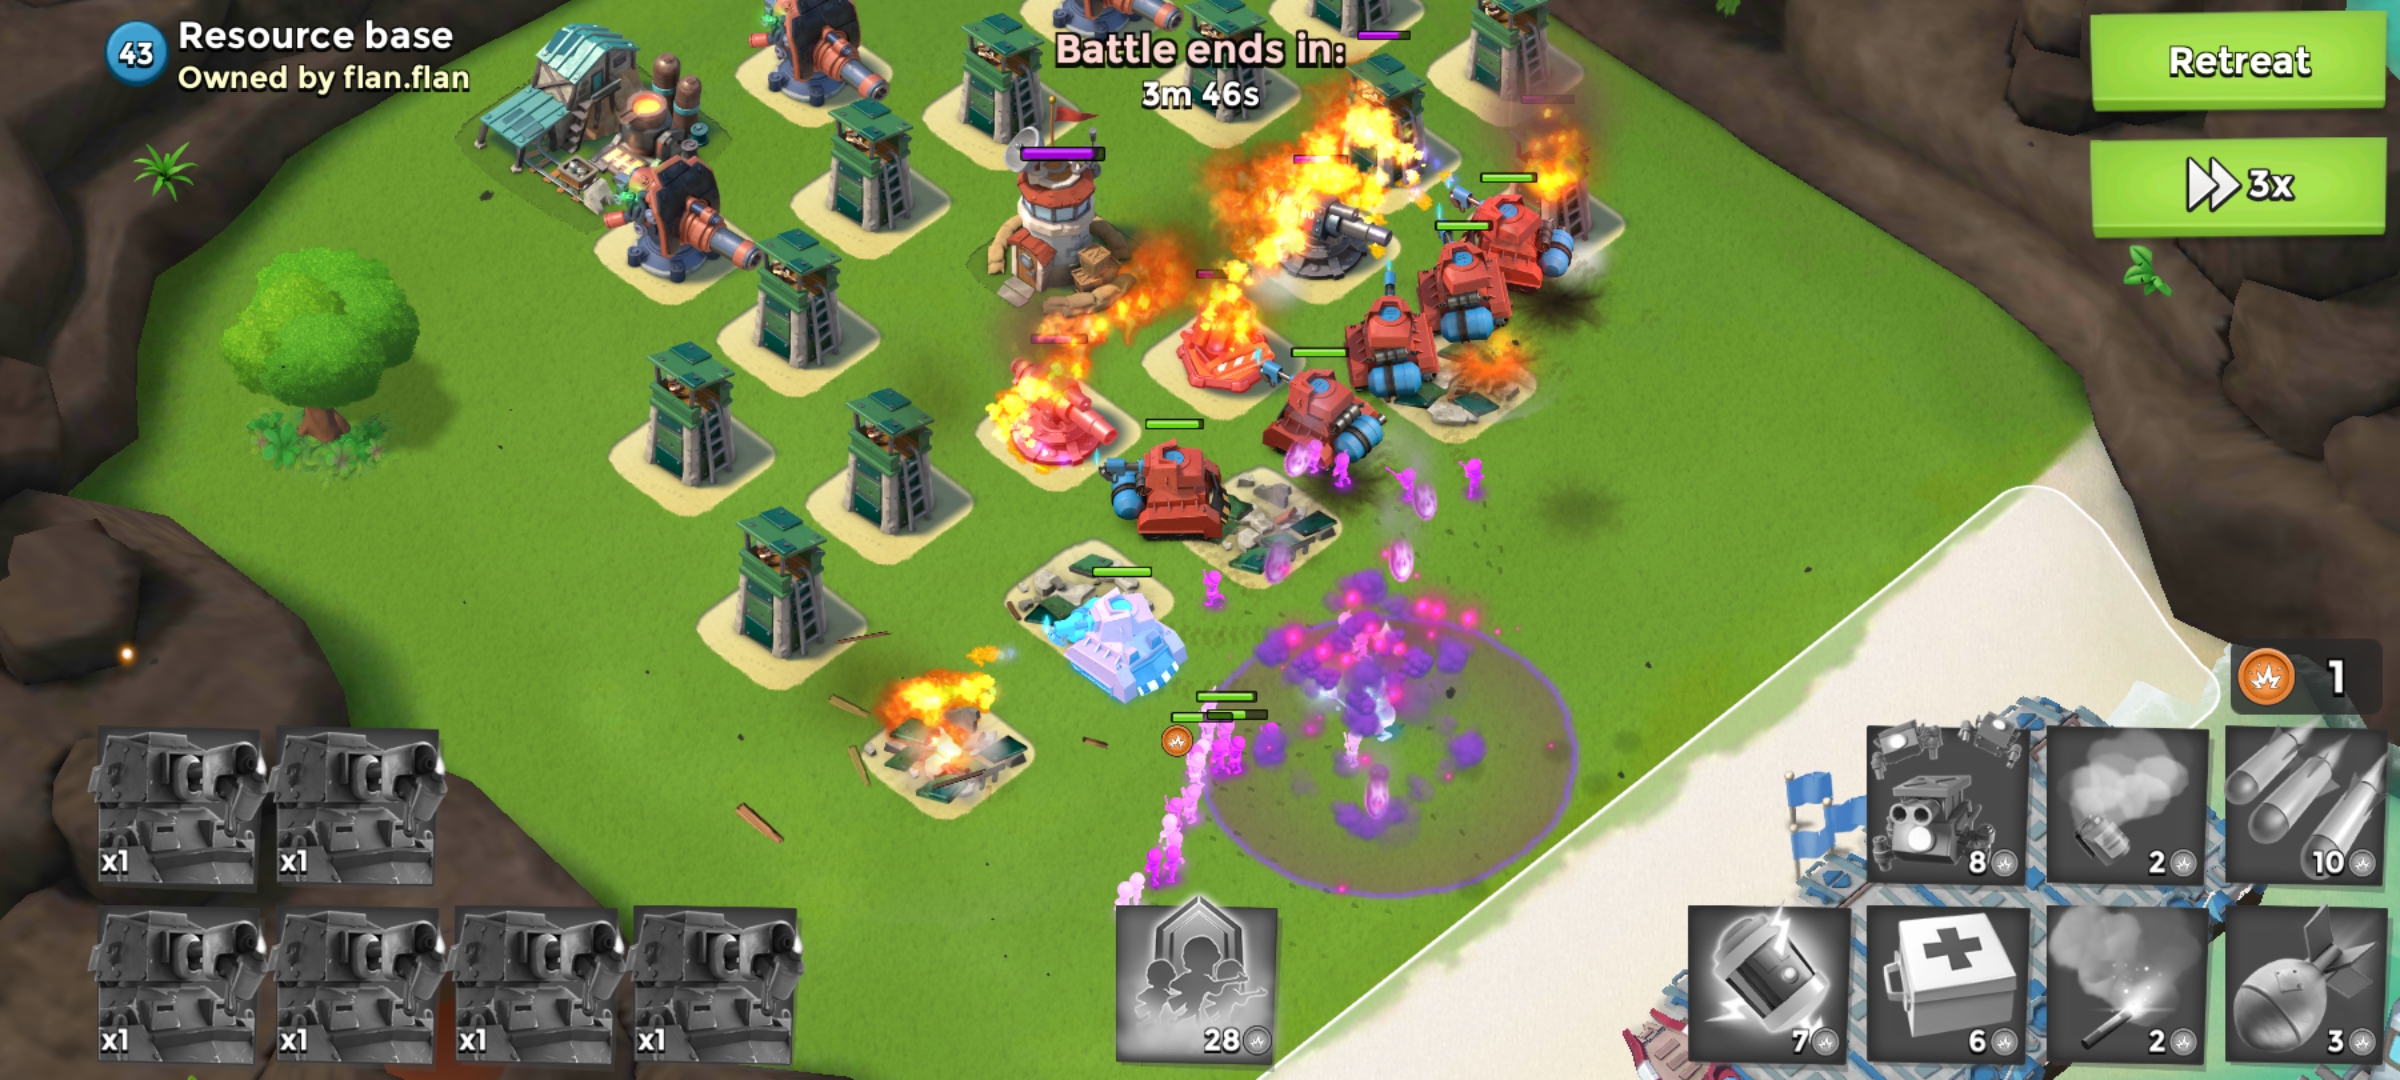 43
Resource base
Owned by flan.flan
Battle ends in:
3m 46s
Retreat
3x
1
x1
x1
8
2
10
x1
x1
x1
x1
28
7
6
2
3